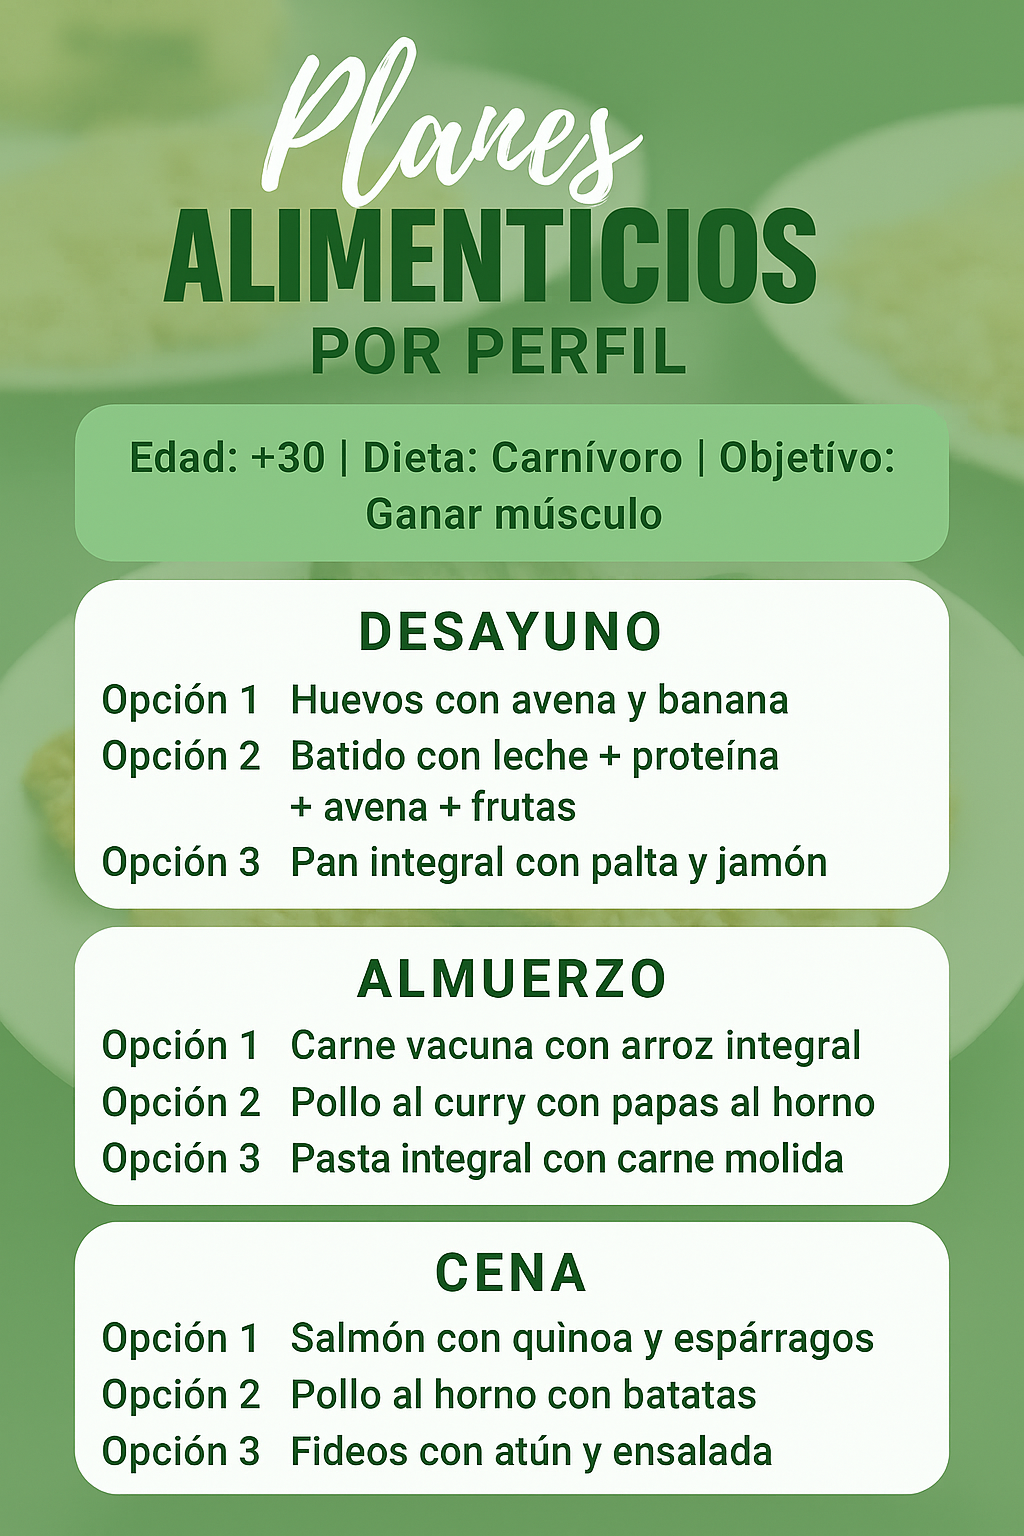 Planes
ALIMENTICIOS
POR PERFIL
Edad: +30 | Dieta: Carnívoro | Objetívo:
Ganar músculo
DESAYUNO
Opción 1 Huevos con avena y banana
Opción 2 Batido con leche + proteína
+ avena + frutas
Opción 3 Pan integral con palta y jamón
ALMUERZO
Opción 1 Carne vacuna con arroz integral
Opción 2 Pollo al curry con papas al horno
Opción 3 Pasta integral con carne molida
CENA
Opción 1 Salmón con quìnoa y espárragos
Opción 2 Pollo al horno con batatas
Opción 3 Fideos con atún y ensalada